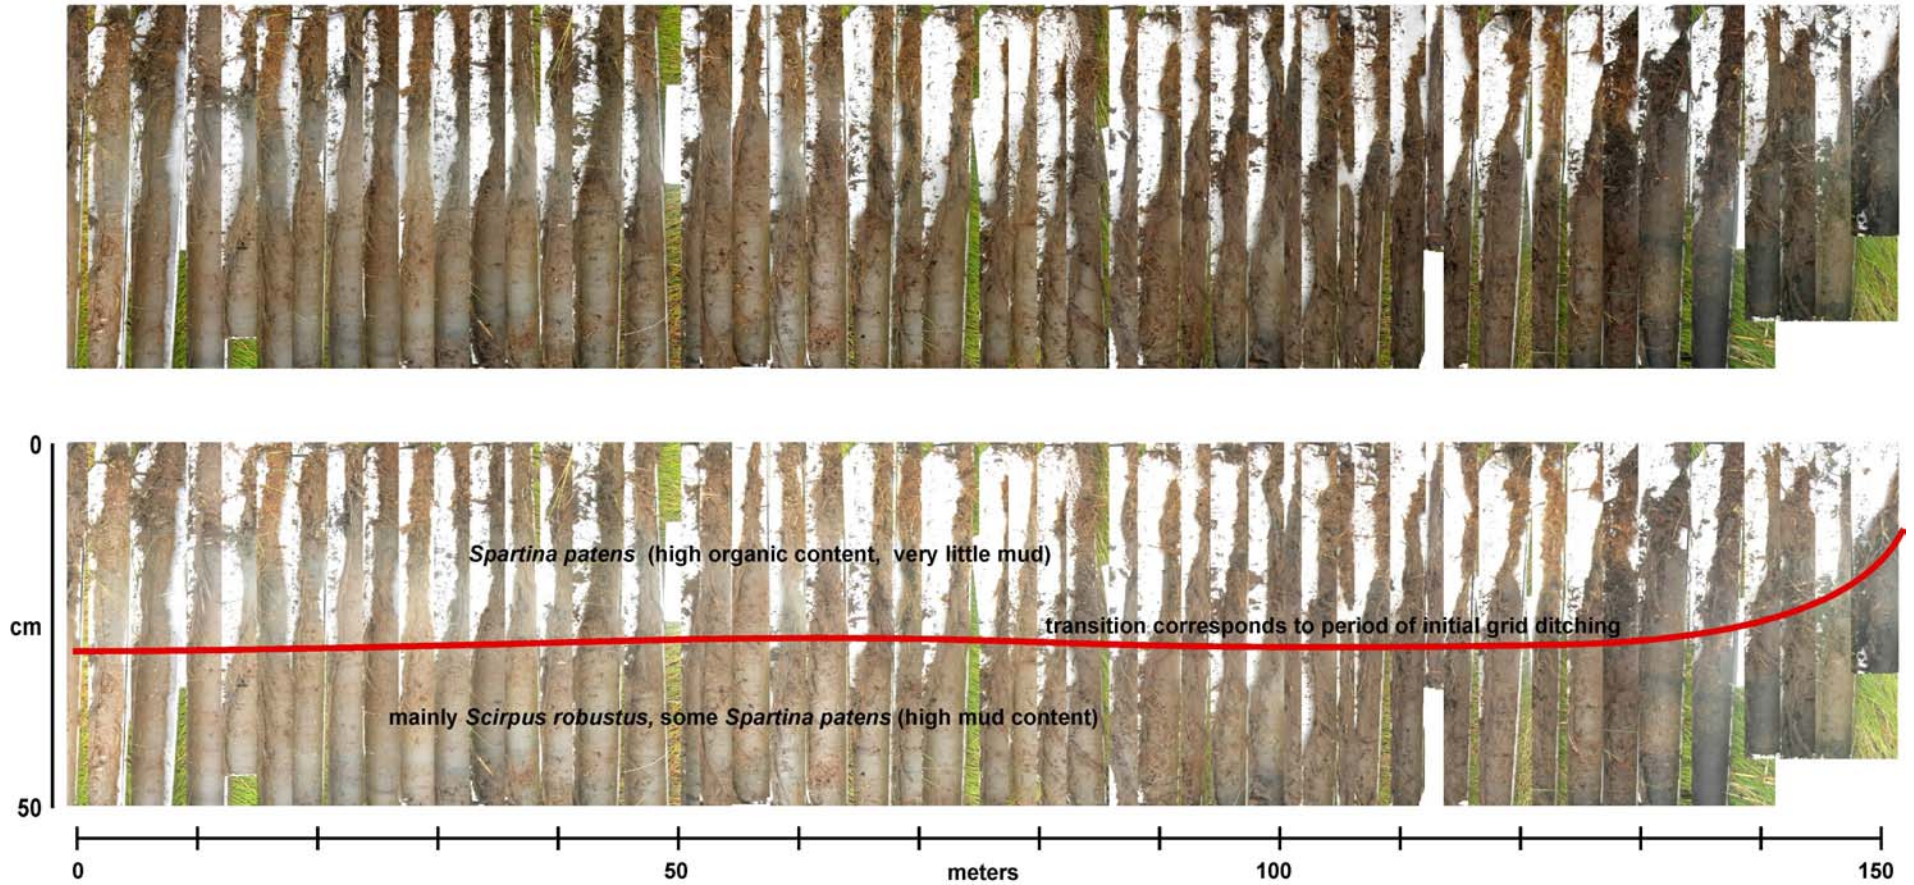 0
Spartina patens (high organic content, very little mud)
cm
transition corresponds to period of initial grid ditching
mainly Scirpus robustus, some Spartina patens (high mud content)
50
0 50 meters 100 150